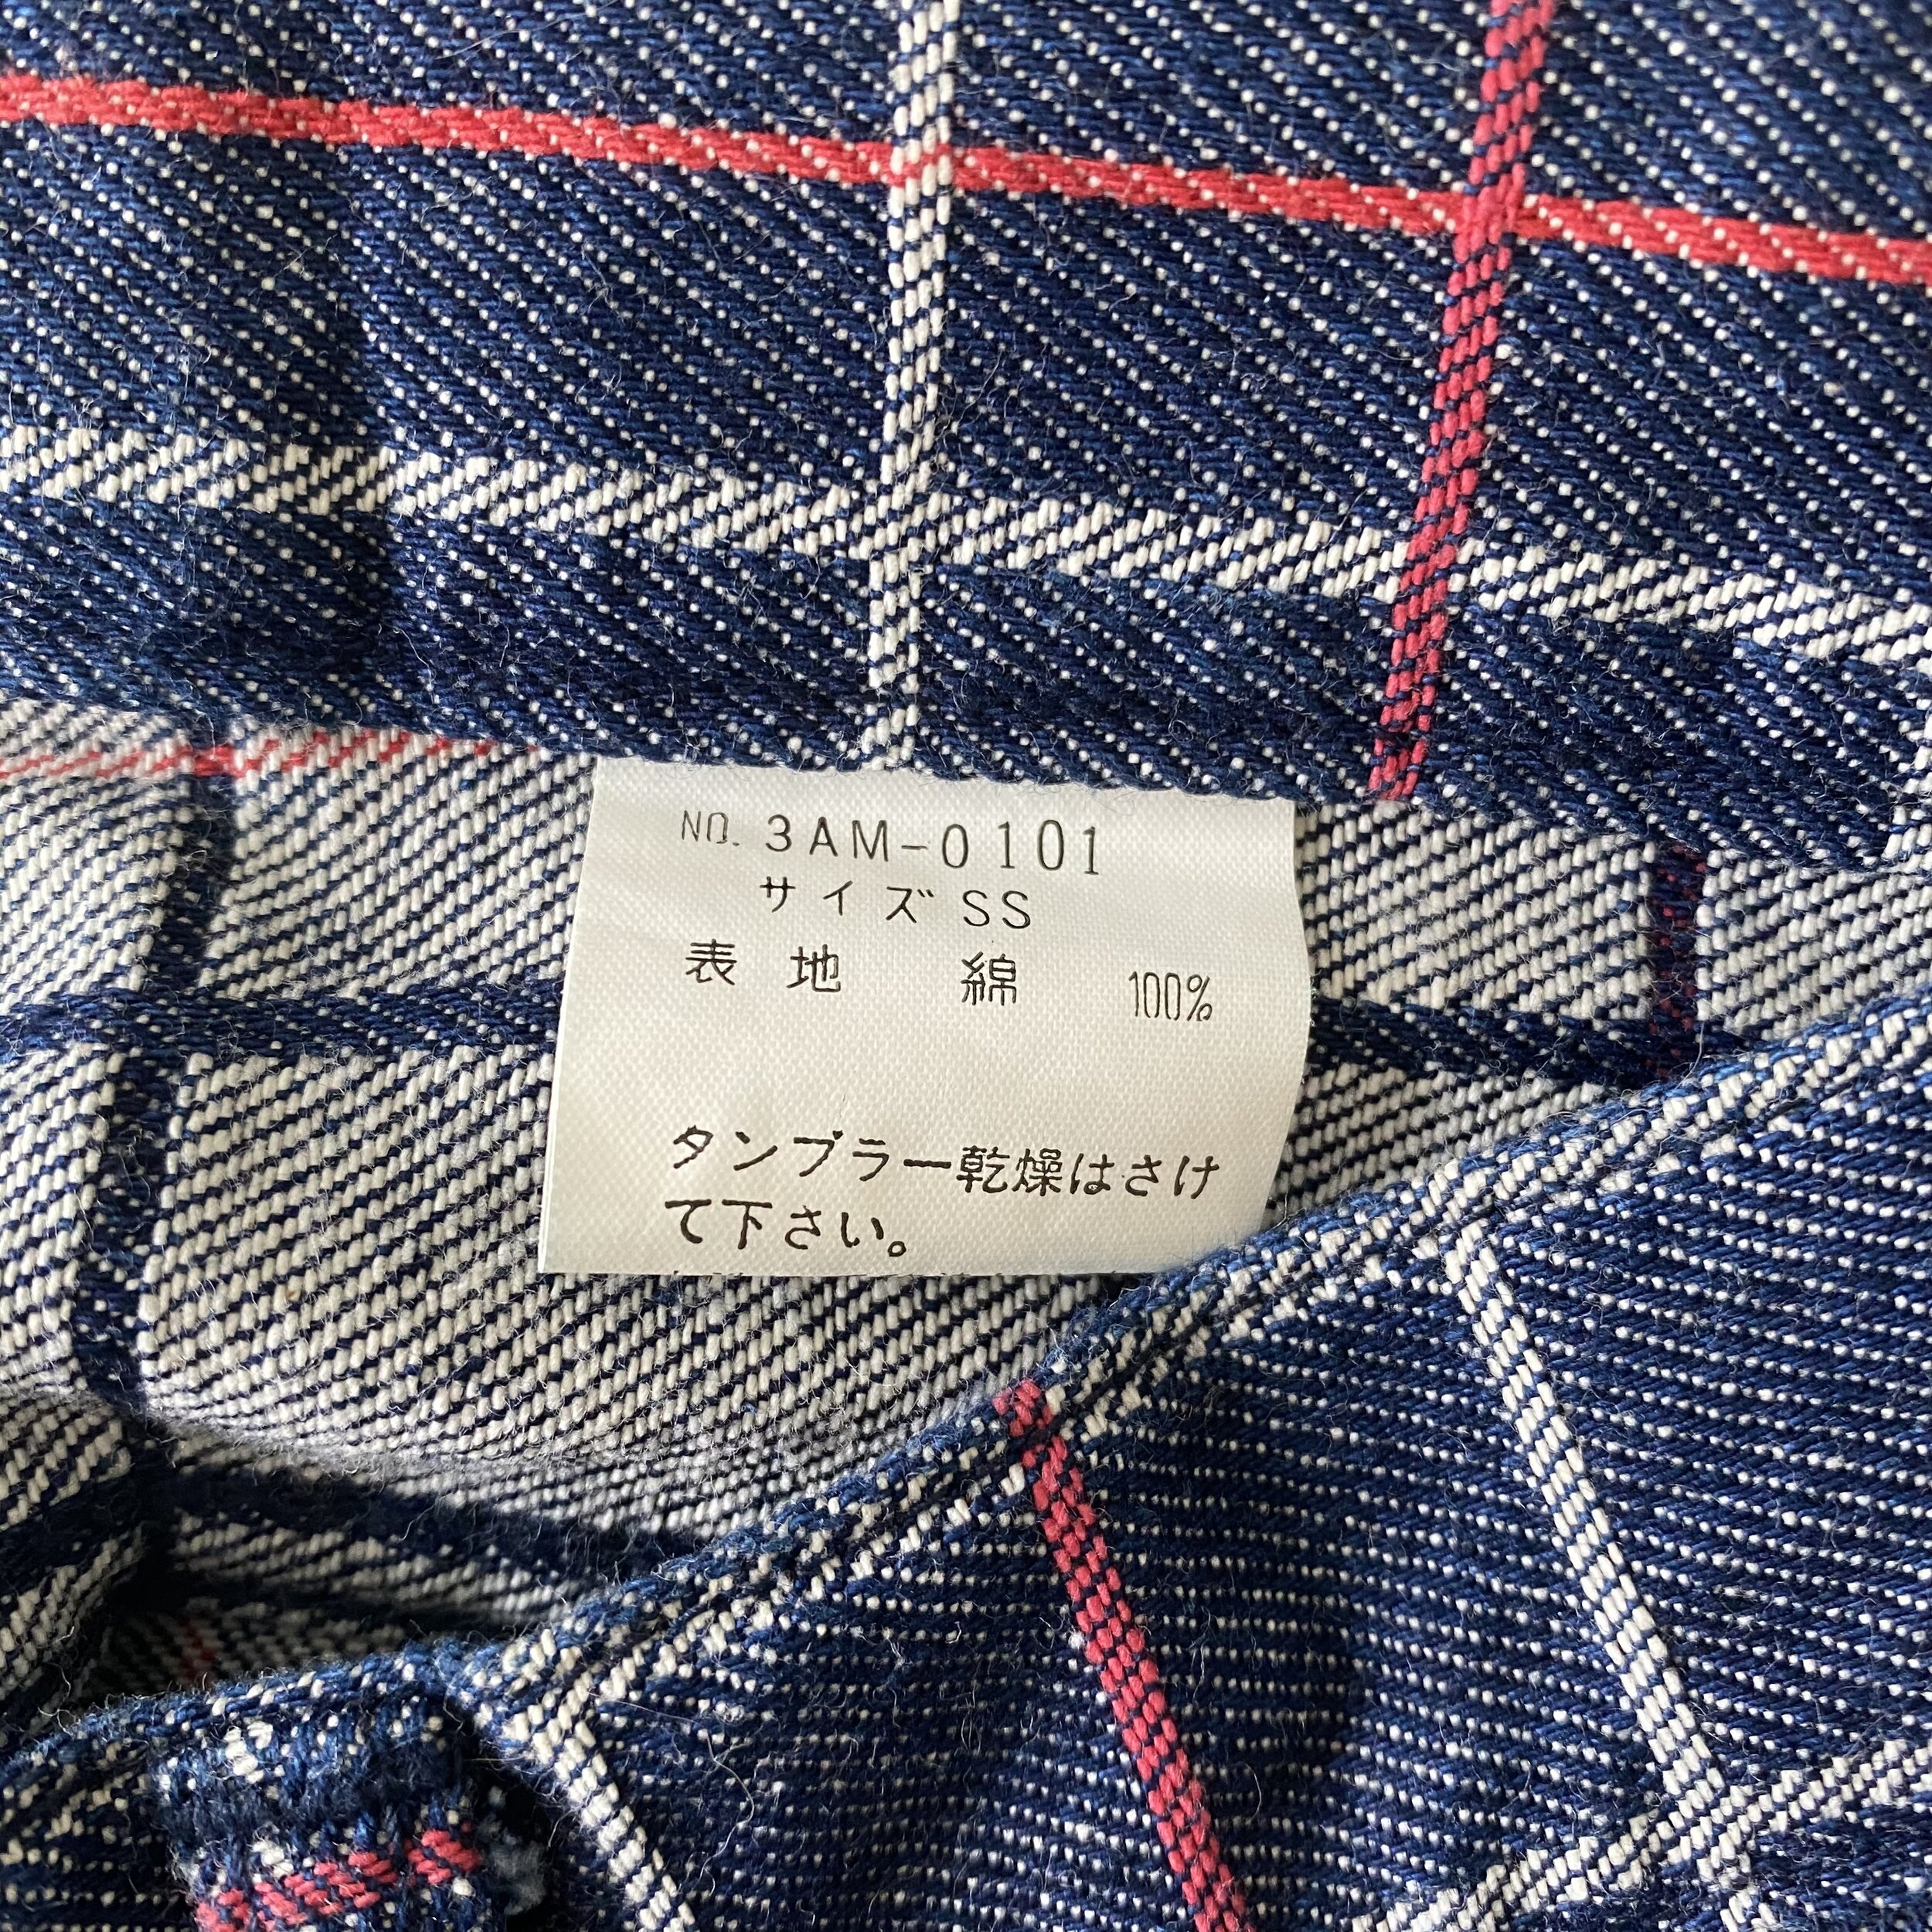 NO. 3AM-0101
サイズ SS
表 地 綿 100%
タンブラー乾燥はさけ
て下さい。